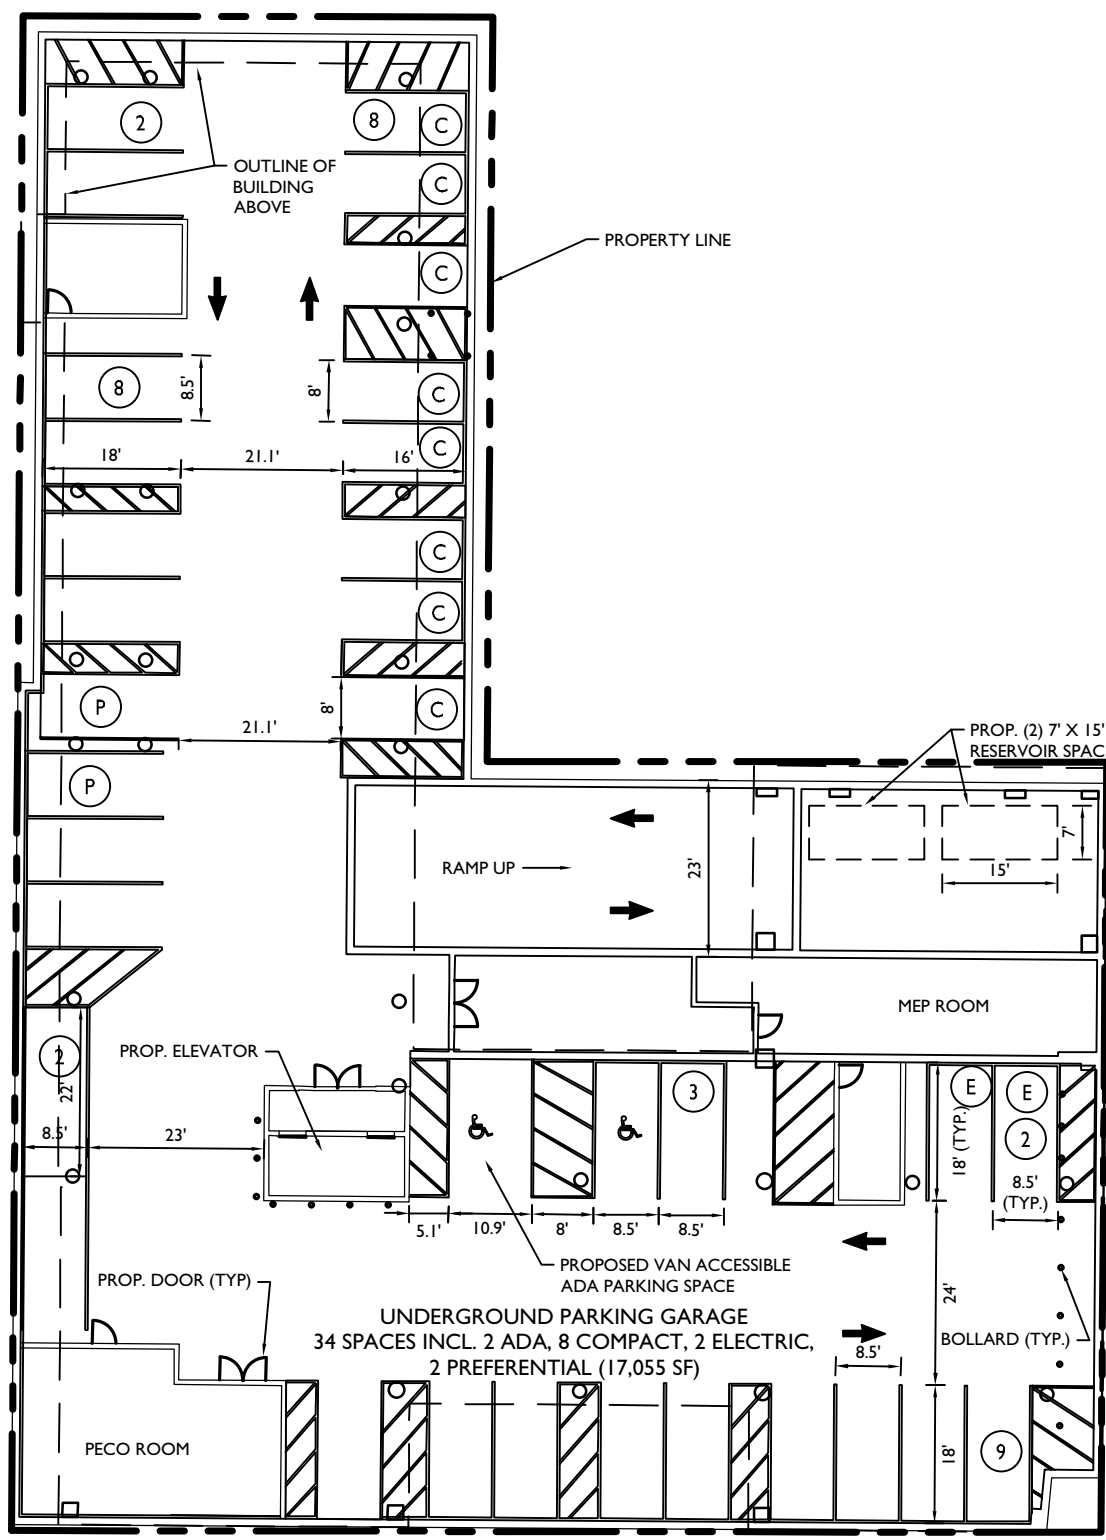 2
8
C
C
OUTLINE OF
BUILDING
ABOVE
PROPERTY LINE
C
8
8.5'
8'
C
C
18'
21.1'
16'
C
C
P
8'
C
21.1'
P
PROP. (2) 7' X 15'
RESERVOIR SPAC
RAMP UP
23'
7'
15'
MEP ROOM
PROP. ELEVATOR
2
22'
8.5'
23'
3
E
E
2
18' (TYP.)
8.5'
(TYP.)
5.1'
10.9'
8'
8.5'
8.5'
PROPOSED VAN ACCESSIBLE
ADA PARKING SPACE
PROP. DOOR (TYP)
24'
UNDERGROUND PARKING GARAGE
34 SPACES INCL. 2 ADA, 8 COMPACT, 2 ELECTRIC,
2 PREFERENTIAL (17,055 SF)
BOLLARD (TYP.)
8.5'
PECO ROOM
18'
9